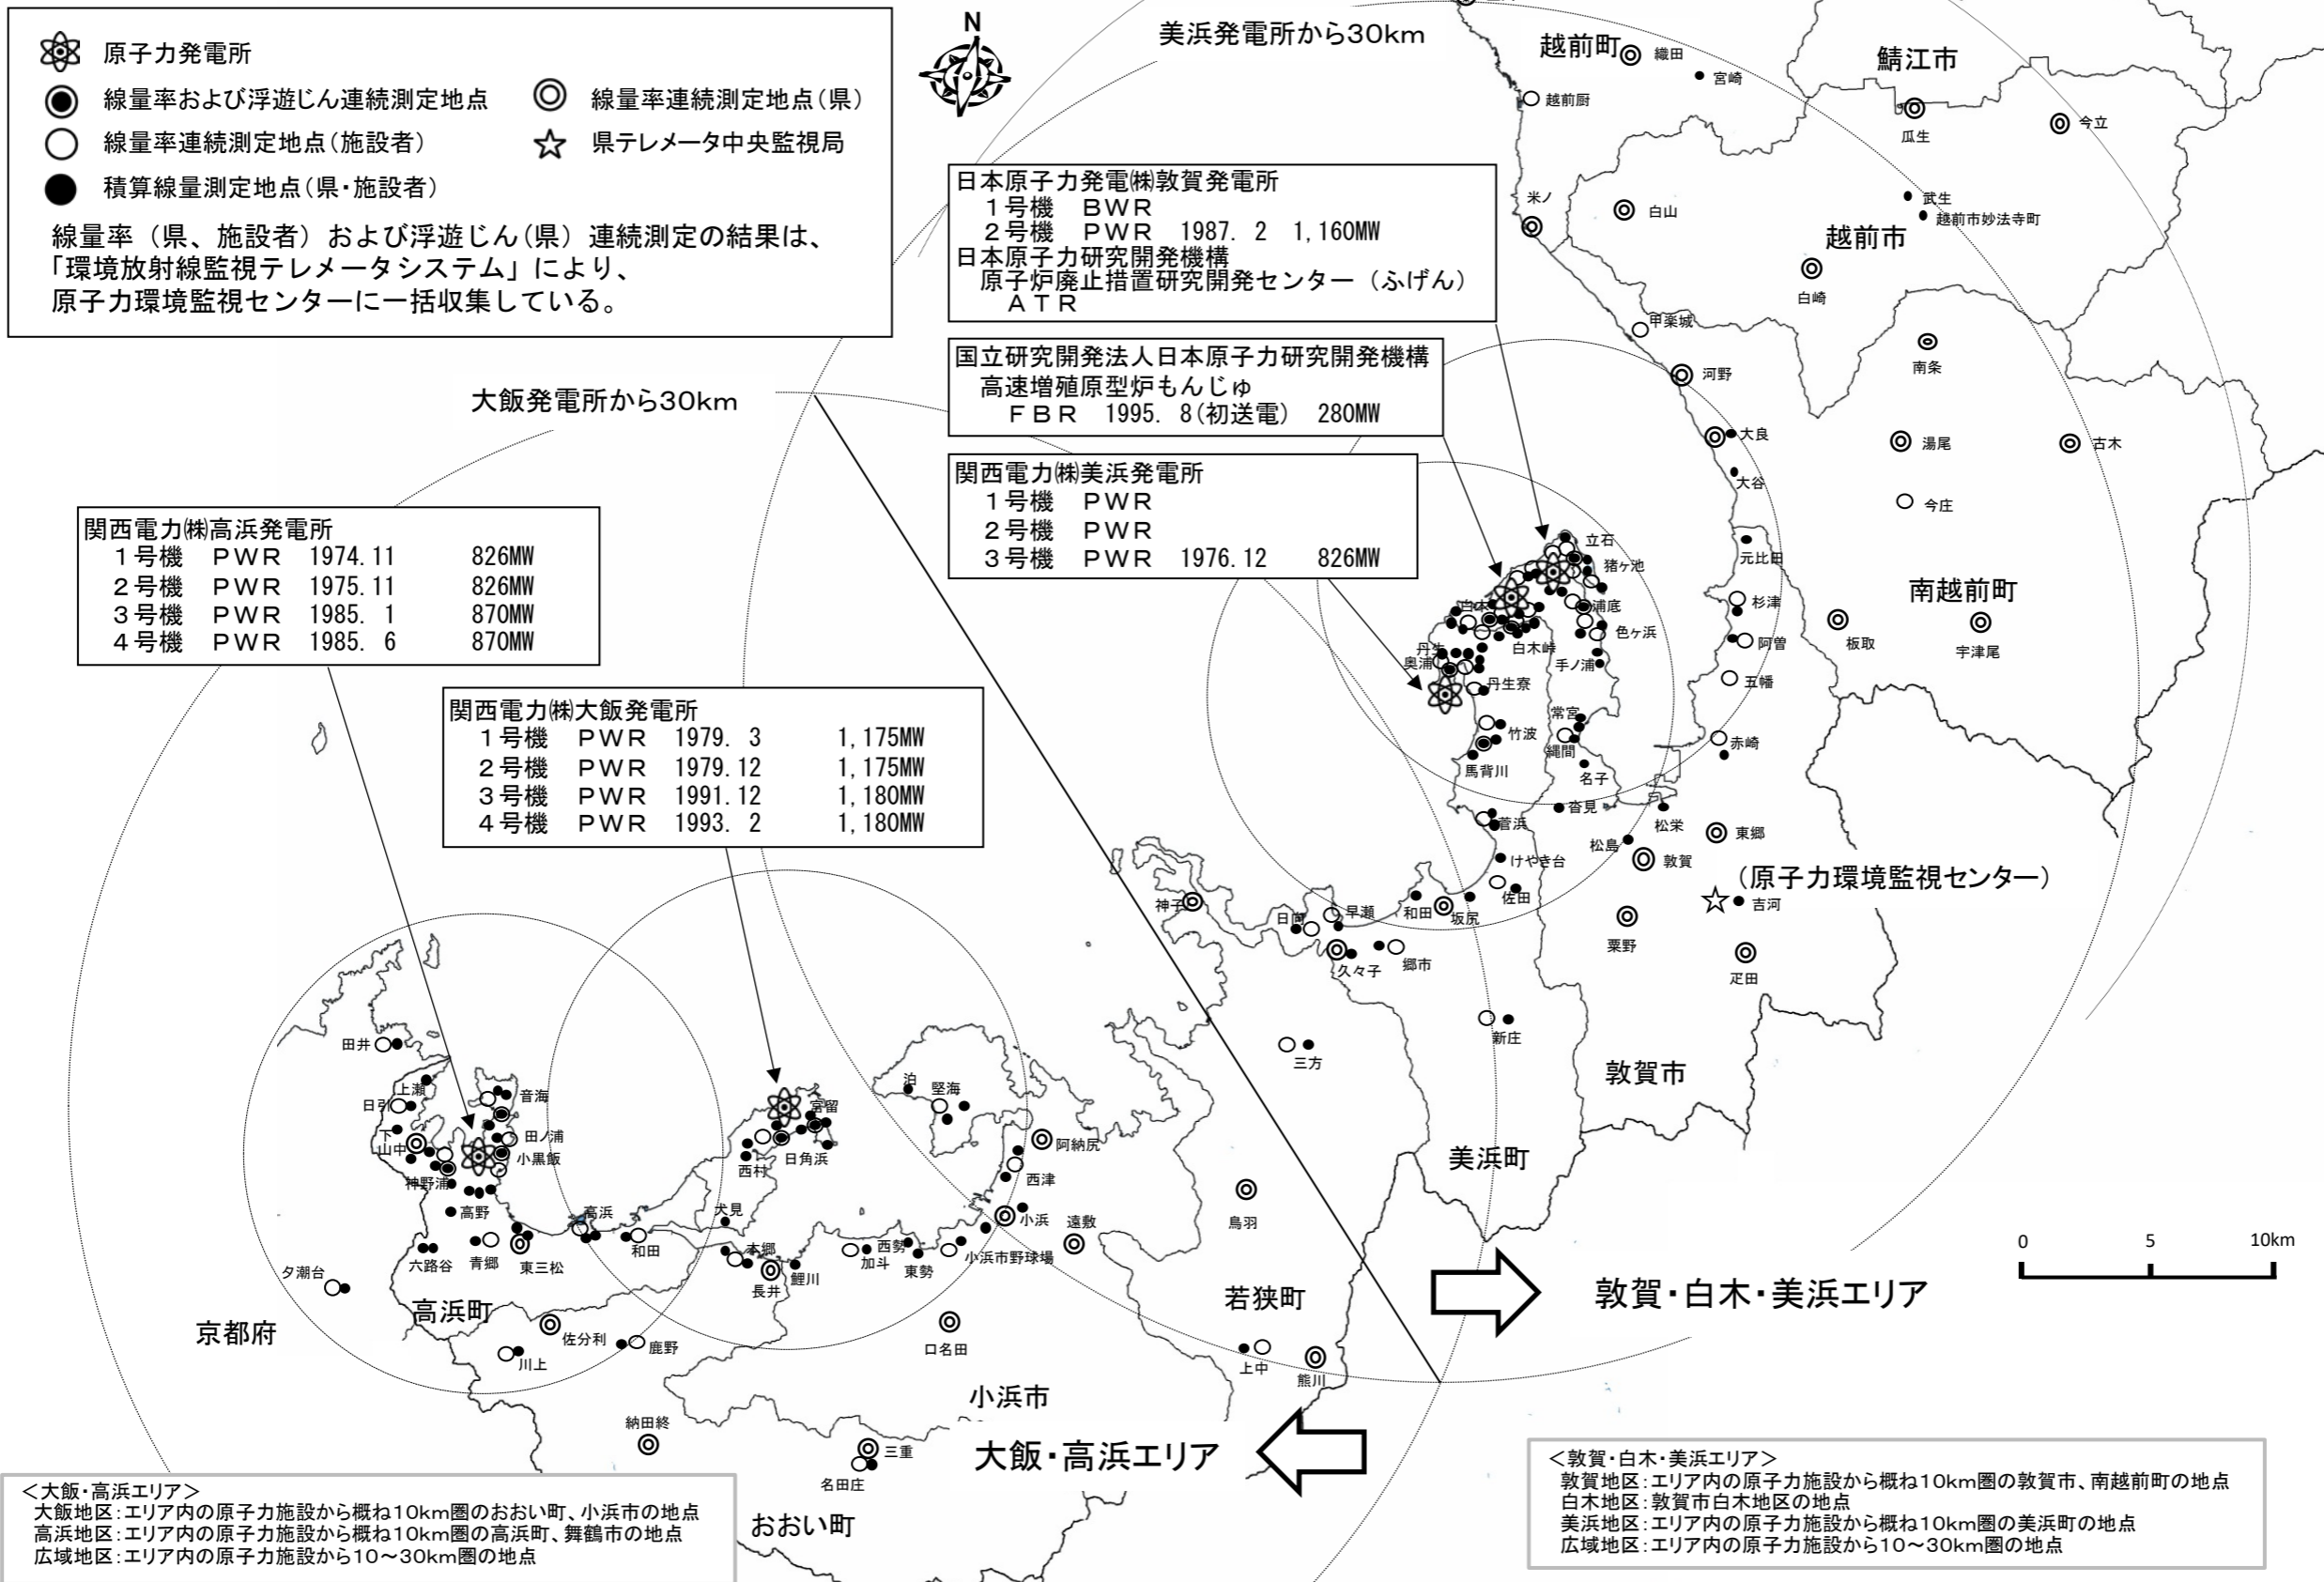 原子力発電所
線量率および浮遊じん連続測定地点
線量率連続測定地点(県)
線量率連続測定地点(施設者)
県テレメータ中央監視局
積算線量測定地点(県・施設者)
線量率(県、施設者)および浮遊じん(県)連続測定の結果は、
「環境放射線監視テレメータシステム」により、
原子力環境監視センターに一括収集している。
N
美浜発電所から30km
大飯発電所から30km
日本原子力発電㈱敦賀発電所
1号機 BWR
2号機 PWR 1987. 2 1,160MW
日本原子力研究開発機構
原子炉廃止措置研究開発センター(ふげん)
ATR
国立研究開発法人日本原子力研究開発機構
高速増殖原型炉もんじゅ
FBR 1995. 8(初送電) 280MW
関西電力㈱美浜発電所
1号機 PWR
2号機 PWR
3号機 PWR 1976.12 826MW
関西電力㈱高浜発電所
1号機 PWR 1974.11 826MW
2号機 PWR 1975.11 826MW
3号機 PWR 1985. 1 870MW
4号機 PWR 1985. 6 870MW
関西電力㈱大飯発電所
1号機 PWR 1979. 3 1,175MW
2号機 PWR 1979.12 1,175MW
3号機 PWR 1991.12 1,180MW
4号機 PWR 1993. 2 1,180MW
越前町
織田
宮崎
鯖江市
越前厨
瓜生
今立
米ノ
白山
武生
越前市妙法寺町
越前市
白崎
甲楽城
南条
河野
大良
湯尾
古木
大谷
今庄
元比田
南越前町
杉津
阿曽
板取
宇津尾
五幡
赤崎
立石
猪ヶ池
浦底
色ヶ浜
白木
白木峠
手ノ浦
丹生
奥浦
丹生寮
常宮
竹波
縄間
馬背川
名子
沓見
松栄
菅浜
松島
東郷
敦賀
けやき台
(原子力環境監視センター)
佐田
吉河
神子
日向
早瀬
和田
坂尻
粟野
久々子
郷市
疋田
新庄
三方
敦賀市
美浜町
田井
上瀬
音海
日引
田ノ浦
下
山中
小黒飯
神野浦
高野
高浜
和田
六路谷
青郷
東三松
夕潮台
高浜町
京都府
佐分利
鹿野
川上
泊
堅海
宮留
西村
日角浜
阿納尻
西津
犬見
本郷
長井
鯉川
加斗
西勢
東勢
小浜
小浜市野球場
遠敷
鳥羽
若狭町
口名田
上中
熊川
小浜市
納田終
三重
名田庄
おおい町
0 5 10km
敦賀・白木・美浜エリア
大飯・高浜エリア
<大飯・高浜エリア>
大飯地区:エリア内の原子力施設から概ね10km圏のおおい町、小浜市の地点
高浜地区:エリア内の原子力施設から概ね10km圏の高浜町、舞鶴市の地点
広域地区:エリア内の原子力施設から10～30km圏の地点
<敦賀・白木・美浜エリア>
敦賀地区:エリア内の原子力施設から概ね10km圏の敦賀市、南越前町の地点
白木地区:敦賀市白木地区の地点
美浜地区:エリア内の原子力施設から概ね10km圏の美浜町の地点
広域地区:エリア内の原子力施設から10～30km圏の地点